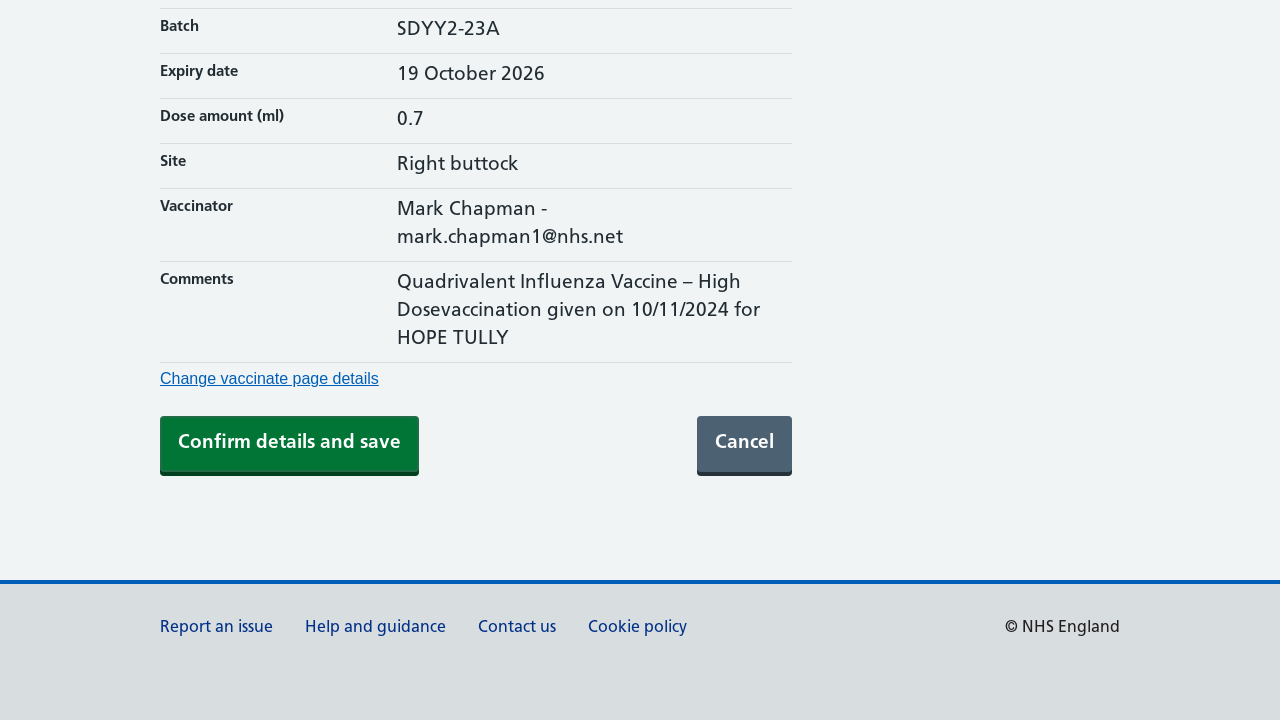 Batch
SDYY2-23A
Expiry date
19 October 2026
Dose amount (ml)
0.7
Site
Right buttock
Vaccinator
Mark Chapman -
mark.chapman1@nhs.net
Comments
Quadrivalent Influenza Vaccine – High
Dosevaccination given on 10/11/2024 for
HOPE TULLY
Change vaccinate page details
Confirm details and save
Cancel
Report an issue
Help and guidance
Contact us
Cookie policy
© NHS England